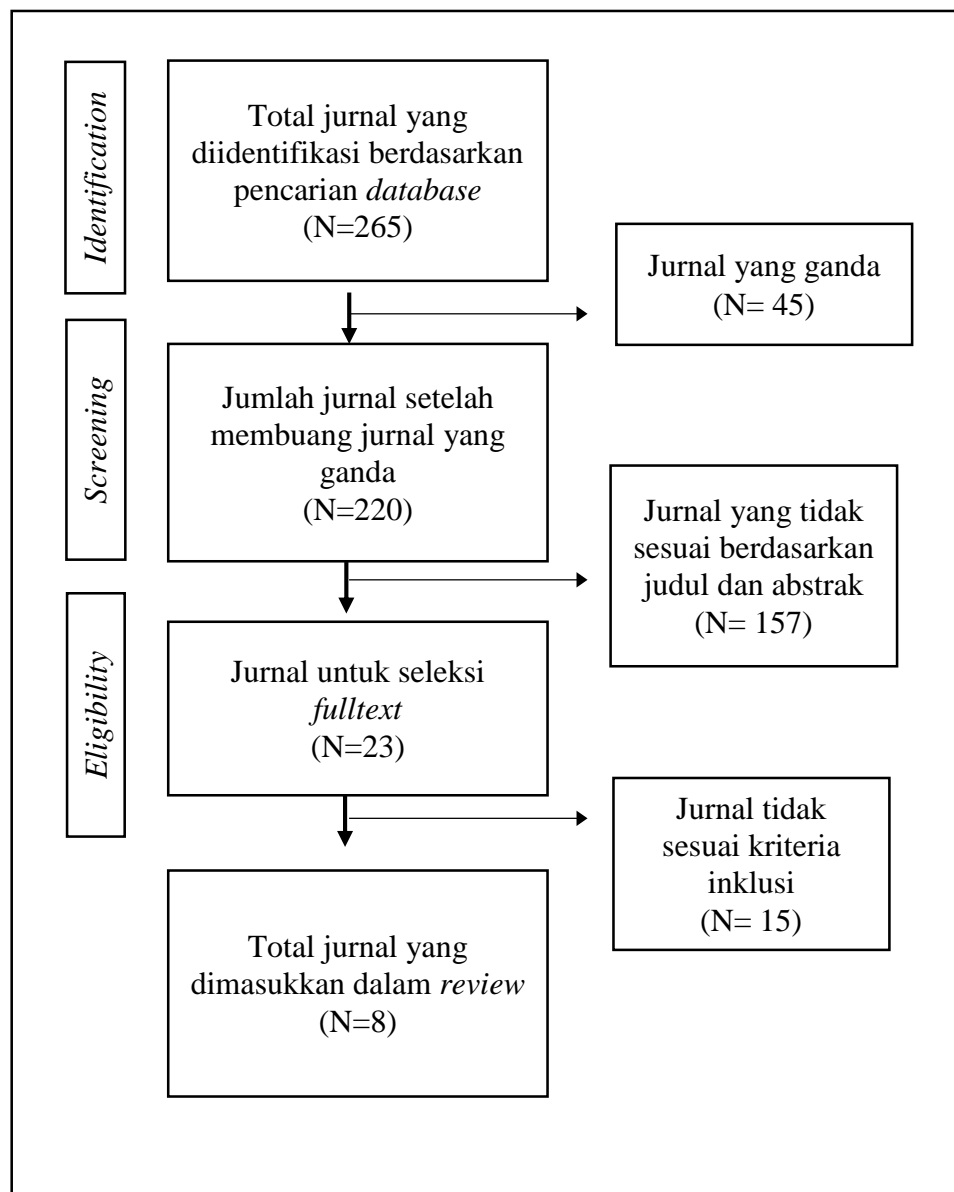 Identification
Total jurnal yang
diidentifikasi berdasarkan
pencarian database
(N=265)
Jurnal yang ganda
(N= 45)
Screening
Jumlah jurnal setelah
membuang jurnal yang
ganda
(N=220)
Jurnal yang tidak
sesuai berdasarkan
judul dan abstrak
(N= 157)
Eligibility
Jurnal untuk seleksi
fulltext
(N=23)
Jurnal tidak
sesuai kriteria
inklusi
(N= 15)
Total jurnal yang
dimasukkan dalam review
(N=8)